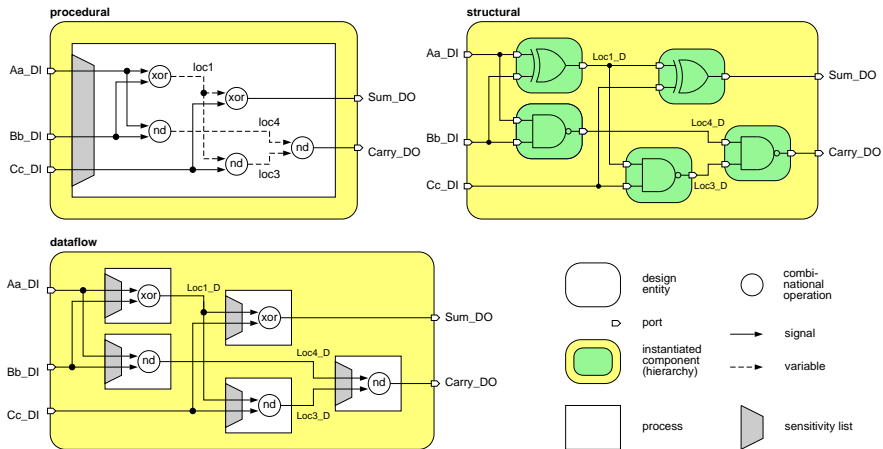 procedural
Aa_DI
Bb_DI
Cc_DI
xor
loc1
xor
nd
loc4
nd
loc3
nd
Sum_DO
Carry_DO
structural
Aa_DI
Bb_DI
Cc_DI
Loc1_D
Loc4_D
Loc3_D
Sum_DO
Carry_DO
dataflow
Aa_DI
Bb_DI
Cc_DI
xor
Loc1_D
xor
nd
Loc4_D
nd
Loc3_D
nd
Sum_DO
Carry_DO
design
entity
port
instantiated
component
(hierarchy)
process
combi-
national
operation
signal
variable
sensitivity list